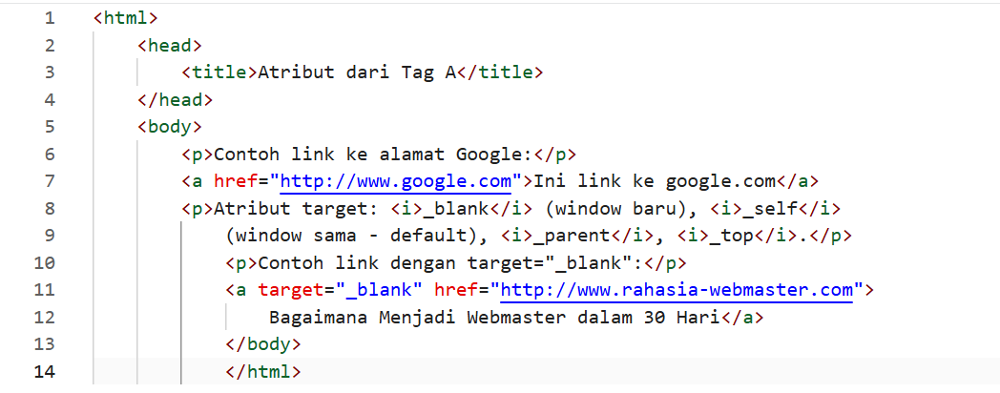 1 <html>
2 <head>
3 <title>Atribut dari Tag A</title>
4 </head>
5 <body>
6 <p>Contoh link ke alamat Google:</p>
7 <a href="http://www.google.com">Ini link ke google.com</a>
8 <p>Atribut target: <i>_blank</i> (window baru), <i>_self</i>
9 (window sama - default), <i>_parent</i>, <i>_top</i>.</p>
10 <p>Contoh link dengan target="_blank":</p>
11 <a target="_blank" href="http://www.rahasia-webmaster.com">
12 Bagaimana Menjadi Webmaster dalam 30 Hari</a>
13 </body>
14 </html>